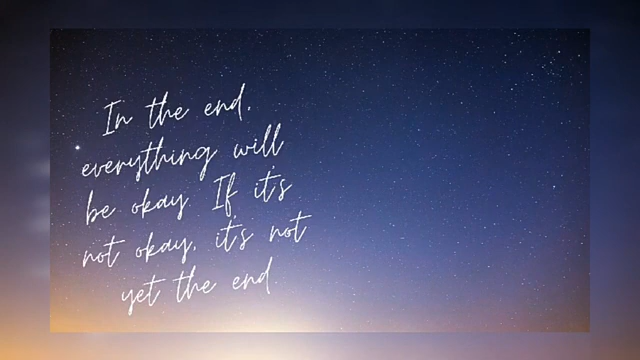 In the end,
everything will
be okay If it's
not okay, it's not
yet the end